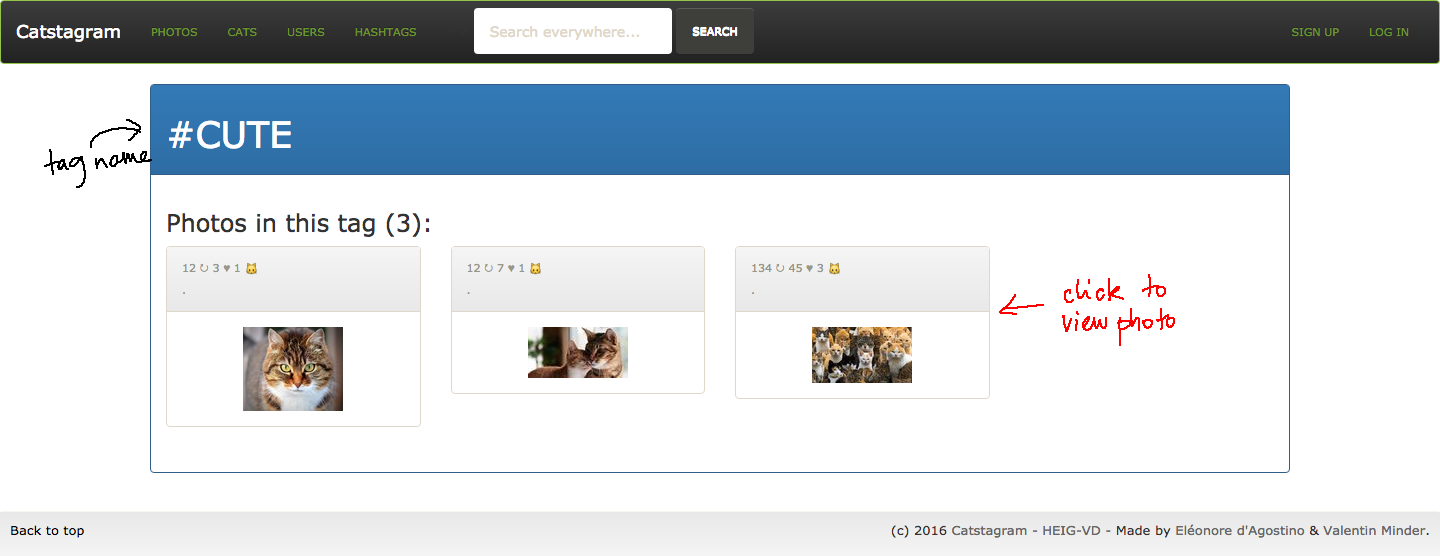 Catstagram PHOTOS CATS USERS HASHTAGS Search everywhere... SEARCH SIGN UP LOG IN
#CUTE
tag name
Photos in this tag (3):
12 ↻ 3 ♥ 1 🐱
.
12 ↻ 7 ♥ 1 🐱
.
134 ↻ 45 ♥ 3 🐱
.
click to
view photo
Back to top
(c) 2016 Catstagram - HEIG-VD - Made by Eléonore d'Agostino & Valentin Minder.